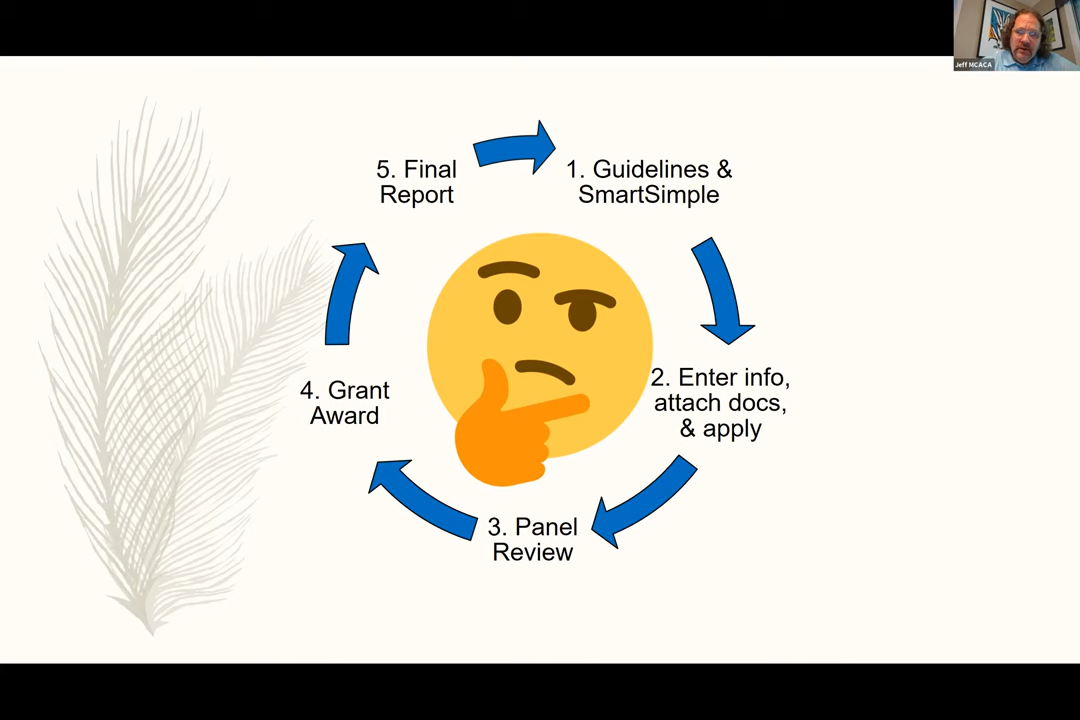 Jeff MCACA
5. Final
Report
1. Guidelines &
SmartSimple
2. Enter info,
attach docs,
& apply
4. Grant
Award
3. Panel
Review